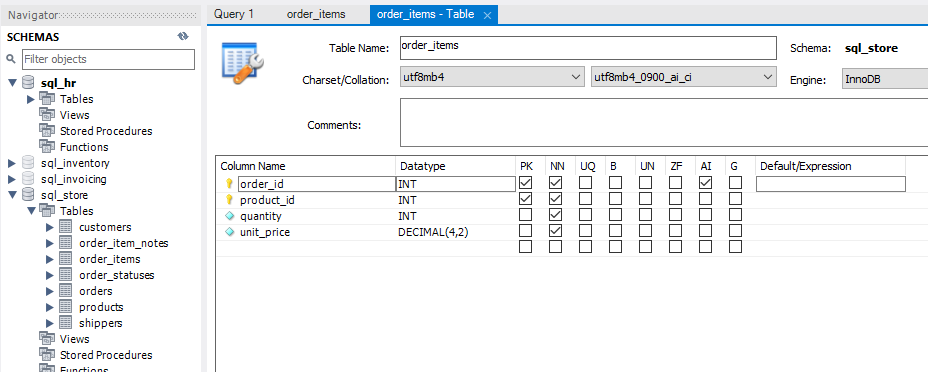 Navigator
SCHEMAS
Filter objects
sql_hr
Tables
Views
Stored Procedures
Functions
sql_inventory
sql_invoicing
sql_store
Tables
customers
order_item_notes
order_items
order_statuses
orders
products
shippers
Views
Stored Procedures
Functions
Query 1 order_items order_items - Table
Table Name: order_items Schema: sql_store
Charset/Collation: utf8mb4 utf8mb4_0900_ai_ci Engine: InnoDB
Comments:
Column Name Datatype PK NN UQ B UN ZF AI G Default/Expression
order_id INT
product_id INT
quantity INT
unit_price DECIMAL(4,2)